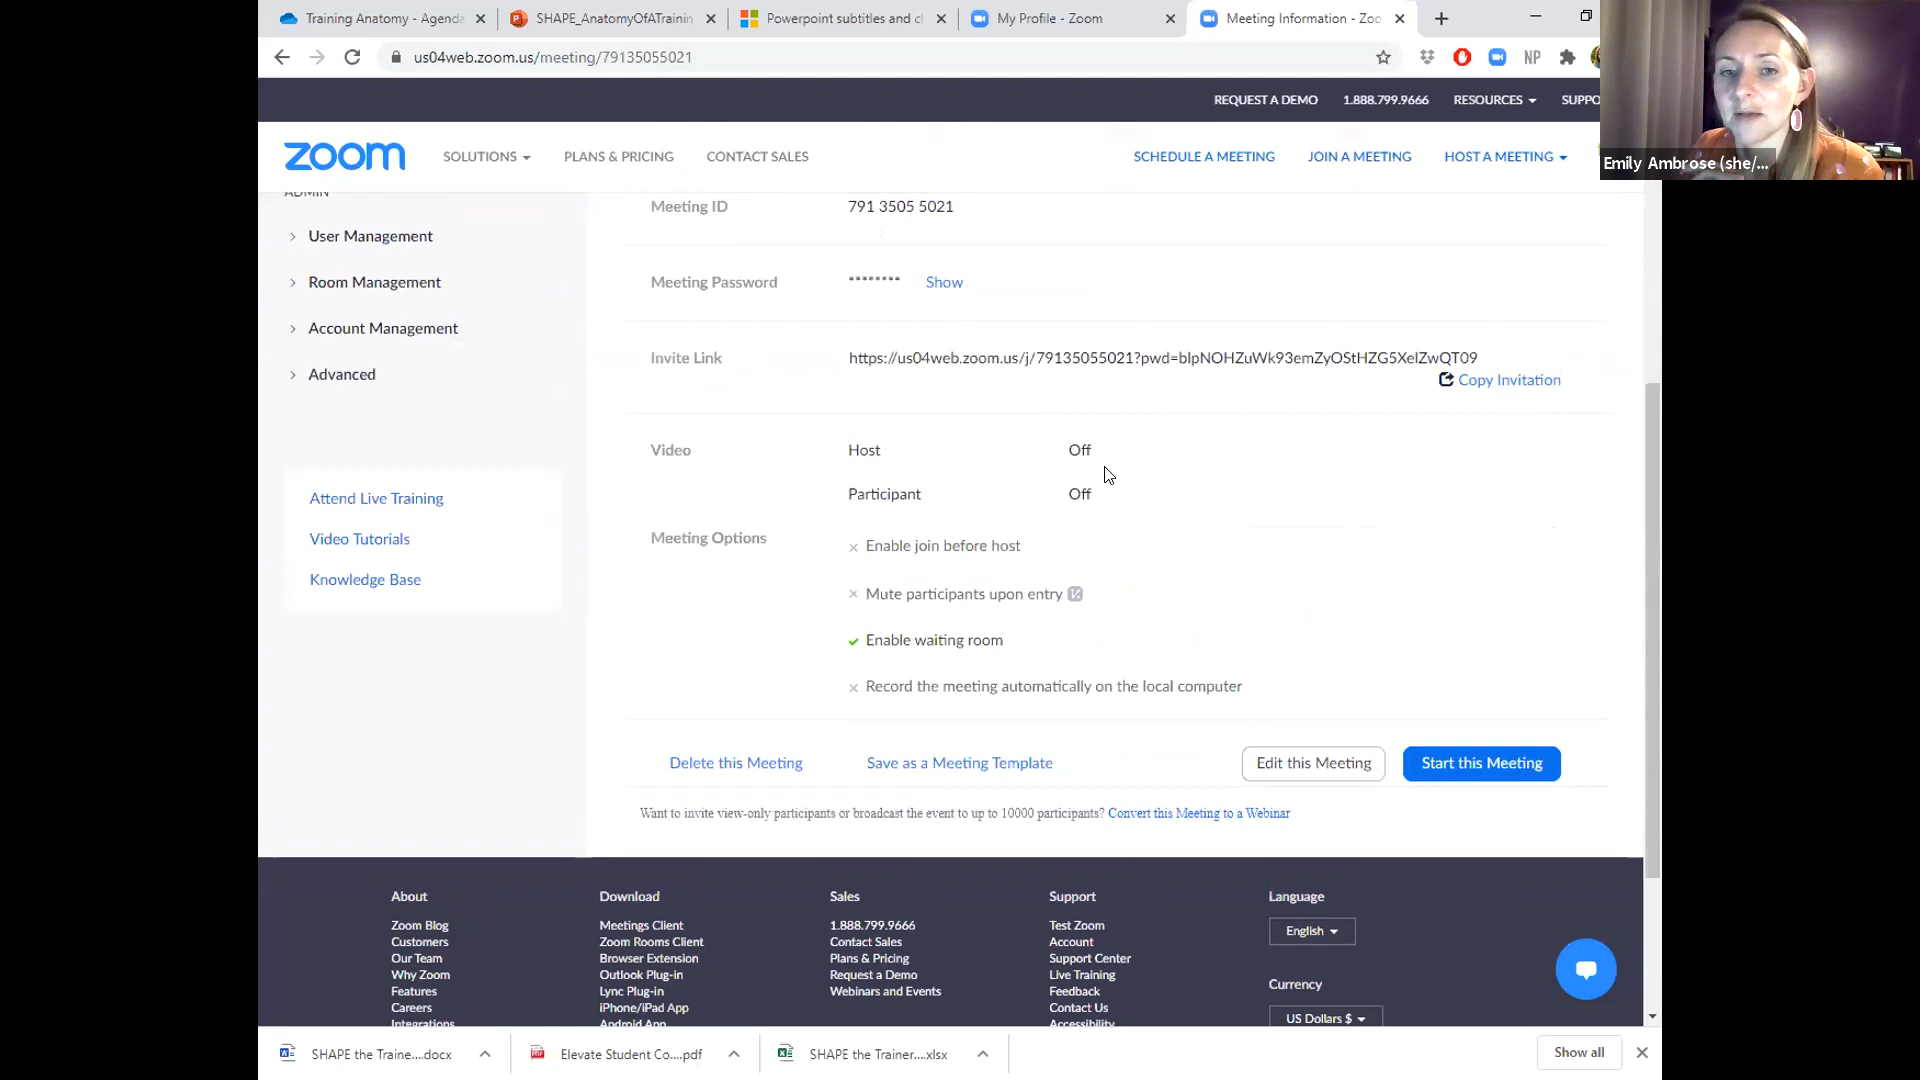 Training Anatomy - Agenda
SHAPE_AnatomyOfATrainin
Powerpoint subtitles and cl
My Profile - Zoom
Meeting Information - Zoo
us04web.zoom.us/meeting/79135055021
NP
REQUEST A DEMO 1.888.799.9666 RESOURCES SUPPO
zoom SOLUTIONS PLANS & PRICING CONTACT SALES SCHEDULE A MEETING JOIN A MEETING HOST A MEETING
Emily Ambrose (she/...
ADMIN
User Management
Room Management
Account Management
Advanced
Attend Live Training
Video Tutorials
Knowledge Base
Meeting ID 791 3505 5021
Meeting Password ******** Show
Invite Link https://us04web.zoom.us/j/79135055021?pwd=blpNOHZuWk93emZyOStHZG5XelZwQT09
Copy Invitation
Video Host Off
Participant Off
Meeting Options Enable join before host
Mute participants upon entry
Enable waiting room
Record the meeting automatically on the local computer
Delete this Meeting Save as a Meeting Template Edit this Meeting Start this Meeting
Want to invite view-only participants or broadcast the event to up to 10000 participants? Convert this Meeting to a Webinar
About
Zoom Blog
Customers
Our Team
Why Zoom
Features
Careers
Integrations
Download
Meetings Client
Zoom Rooms Client
Browser Extension
Outlook Plug-in
Lync Plug-in
iPhone/iPad App
Android App
Sales
1.888.799.9666
Contact Sales
Plans & Pricing
Request a Demo
Webinars and Events
Support
Test Zoom
Account
Support Center
Live Training
Feedback
Contact Us
Accessibility
Language
English
Currency
US Dollars $
SHAPE the Traine....docx
Elevate Student Co....pdf
SHAPE the Trainer....xlsx
Show all